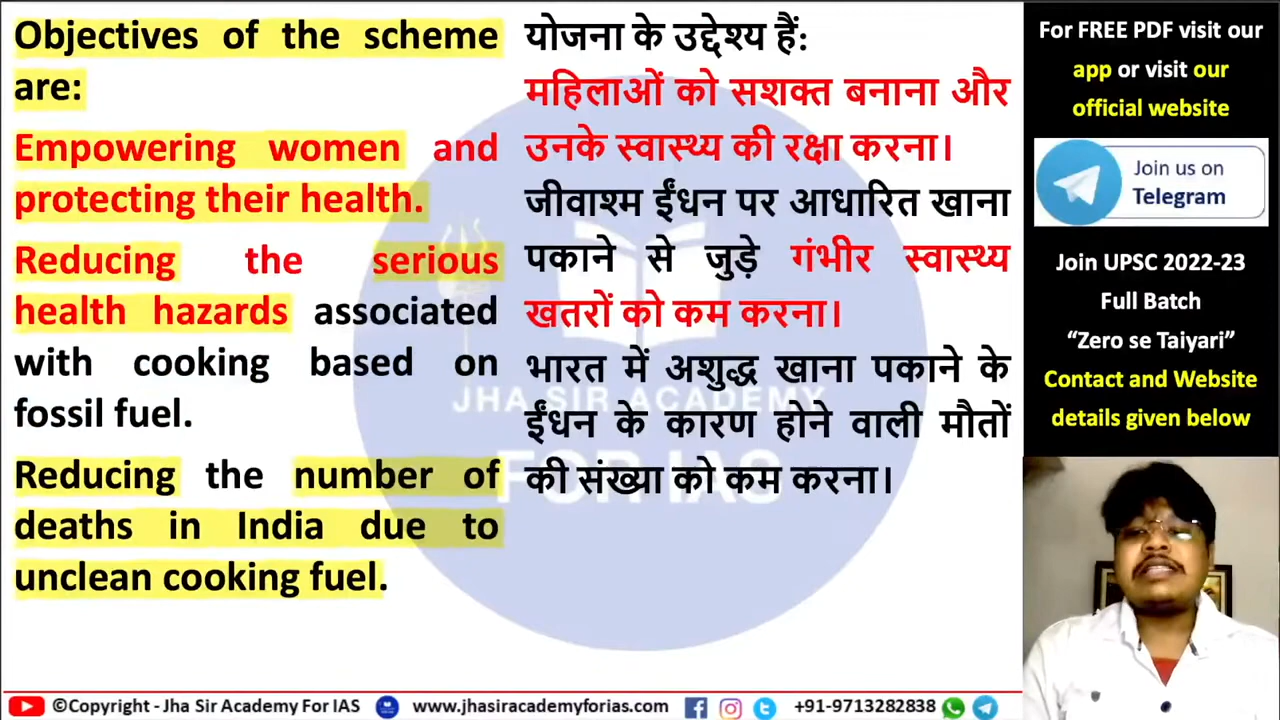 Objectives of the scheme
are:
Empowering women and
protecting their health.
Reducing the serious
health hazards associated
with cooking based on
fossil fuel.
Reducing the number of
deaths in India due to
unclean cooking fuel.
योजना के उद्देश्य हैं:
महिलाओं को सशक्त बनाना और
उनके स्वास्थ्य की रक्षा करना।
जीवाश्म ईंधन पर आधारित खाना
पकाने से जुड़े गंभीर स्वास्थ्य
खतरों को कम करना।
भारत में अशुद्ध खाना पकाने के
ईंधन के कारण होने वाली मौतों
की संख्या को कम करना।
JHA SIR ACADEMY
FOR IAS
For FREE PDF visit our
app or visit our
official website
Join us on
Telegram
Join UPSC 2022-23
Full Batch
“Zero se Taiyari”
Contact and Website
details given below
©Copyright - Jha Sir Academy For IAS www.jhasiracademyforias.com +91-9713282838